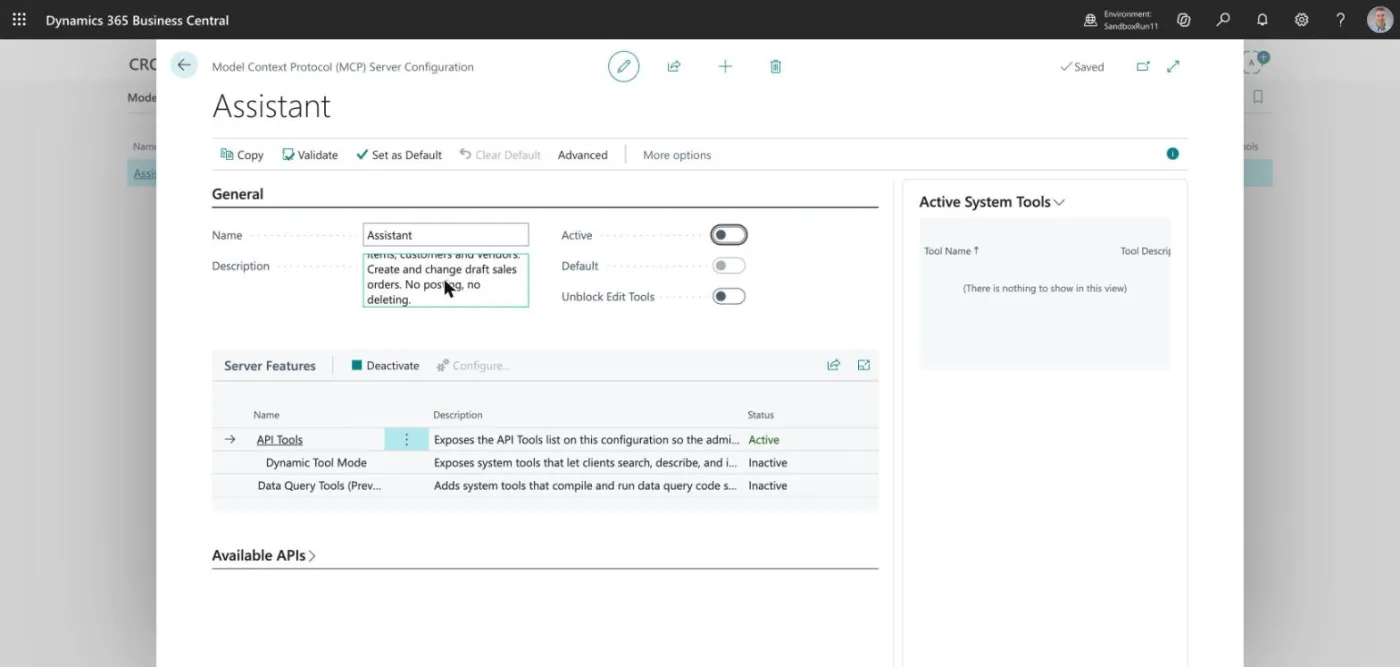 Dynamics 365 Business Central
Environment:
SandboxRun11
Model Context Protocol (MCP) Server Configuration
Saved
Assistant
Copy Validate Set as Default Clear Default Advanced More options
General
Name Assistant Active
Description items, customers and vendors. Default
Create and change draft sales
orders. No posting, no
deleting.
Unblock Edit Tools
Server Features Deactivate Configure...
Name Description Status
API Tools Exposes the API Tools list on this configuration so the admi... Active
Dynamic Tool Mode Exposes system tools that let clients search, describe, and i... Inactive
Data Query Tools (Prev... Adds system tools that compile and run data query code s... Inactive
Available APIs
Active System Tools
Tool Name ↑ Tool Descrip
(There is nothing to show in this view)